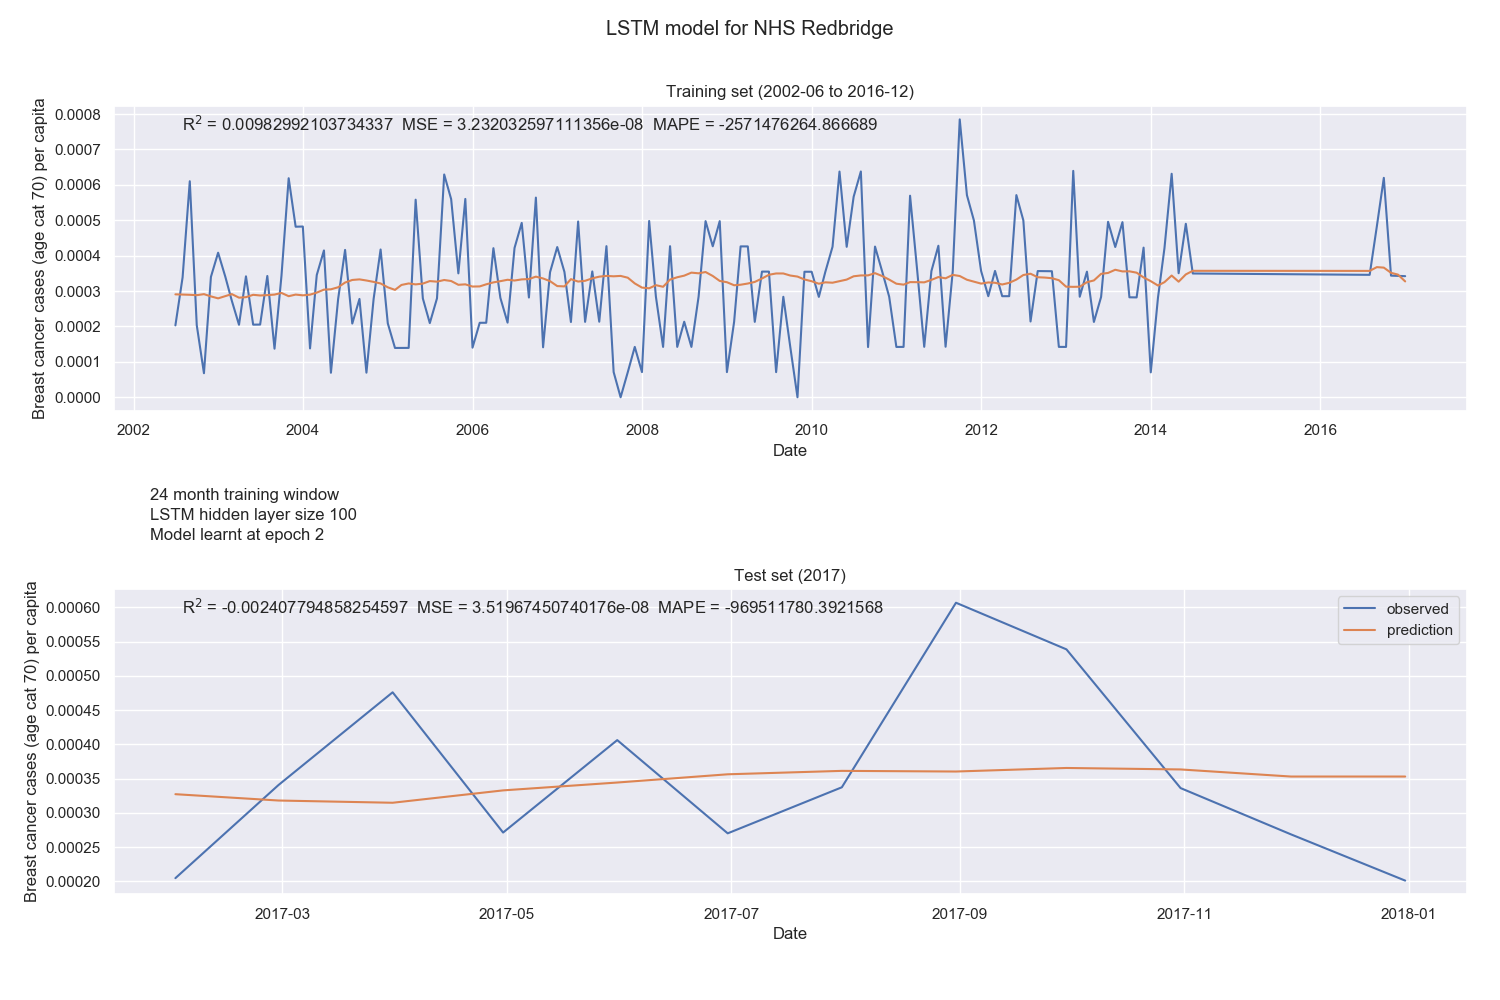 LSTM model for NHS Redbridge
Training set (2002-06 to 2016-12)
R² = 0.00982992103734337 MSE = 3.232032597111356e-08 MAPE = -2571476264.866689
Breast cancer cases (age cat 70) per capita
0.0008
0.0007
0.0006
0.0005
0.0004
0.0003
0.0002
0.0001
0.0000
2002 2004 2006 2008 2010 2012 2014 2016
Date
24 month training window
LSTM hidden layer size 100
Model learnt at epoch 2
Test set (2017)
R² = -0.002407794858254597 MSE = 3.51967450740176e-08 MAPE = -969511780.3921568
observed
prediction
Breast cancer cases (age cat 70) per capita
0.00060
0.00055
0.00050
0.00045
0.00040
0.00035
0.00030
0.00025
0.00020
2017-03 2017-05 2017-07 2017-09 2017-11 2018-01
Date